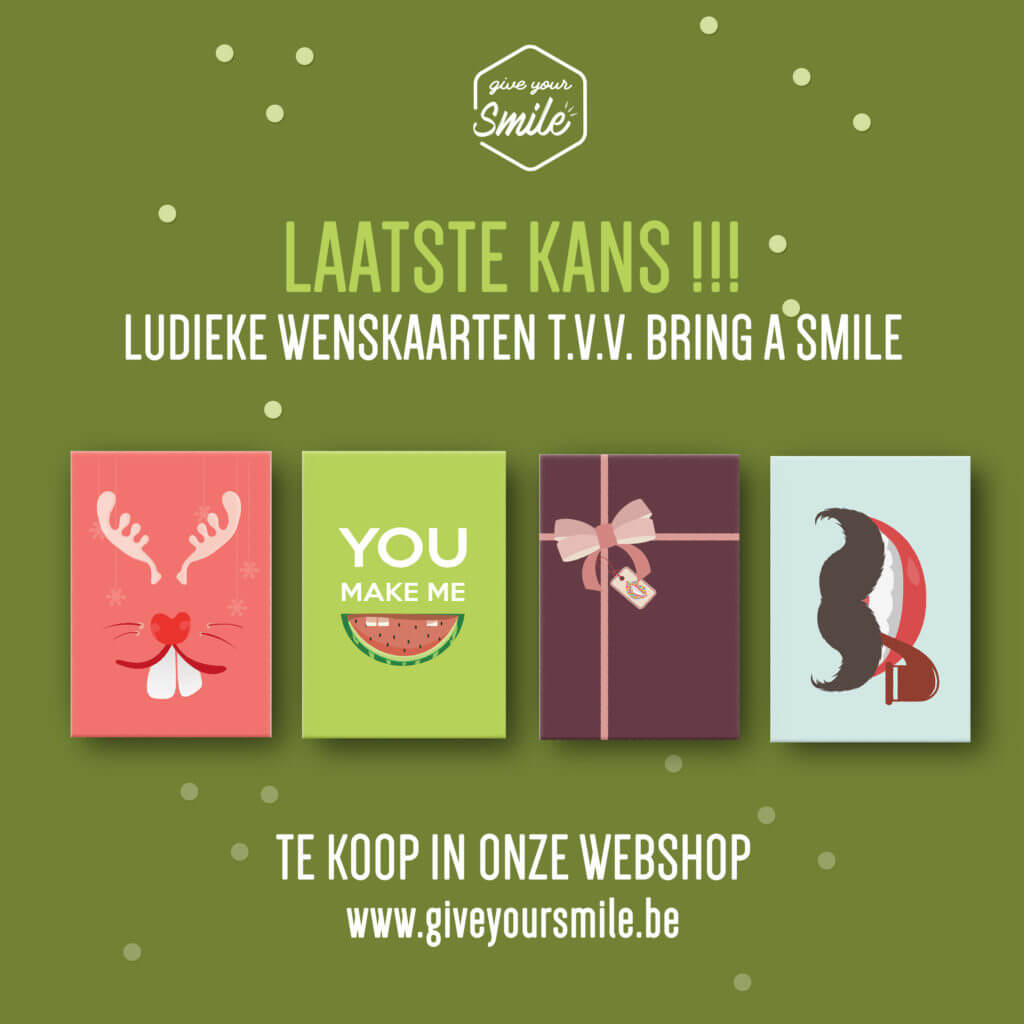 give your
Smile
LAATSTE KANS !!!
LUDIEKE WENSKAARTEN T.V.V. BRING A SMILE
YOU
MAKE ME
TE KOOP IN ONZE WEBSHOP
www.giveyoursmile.be